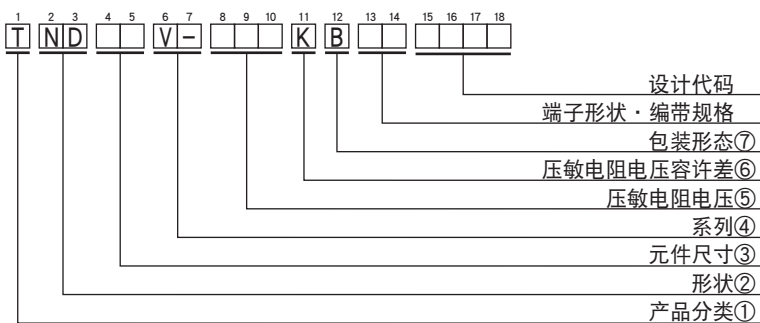 1 2 3 4 5 6 7 8 9 10 11 12 13 14 15 16 17 18
T ND V- K B
设计代码
端子形状・编带规格
包装形态⑦
压敏电阻电压容许差⑥
压敏电阻电压⑤
系列④
元件尺寸③
形状②
产品分类①